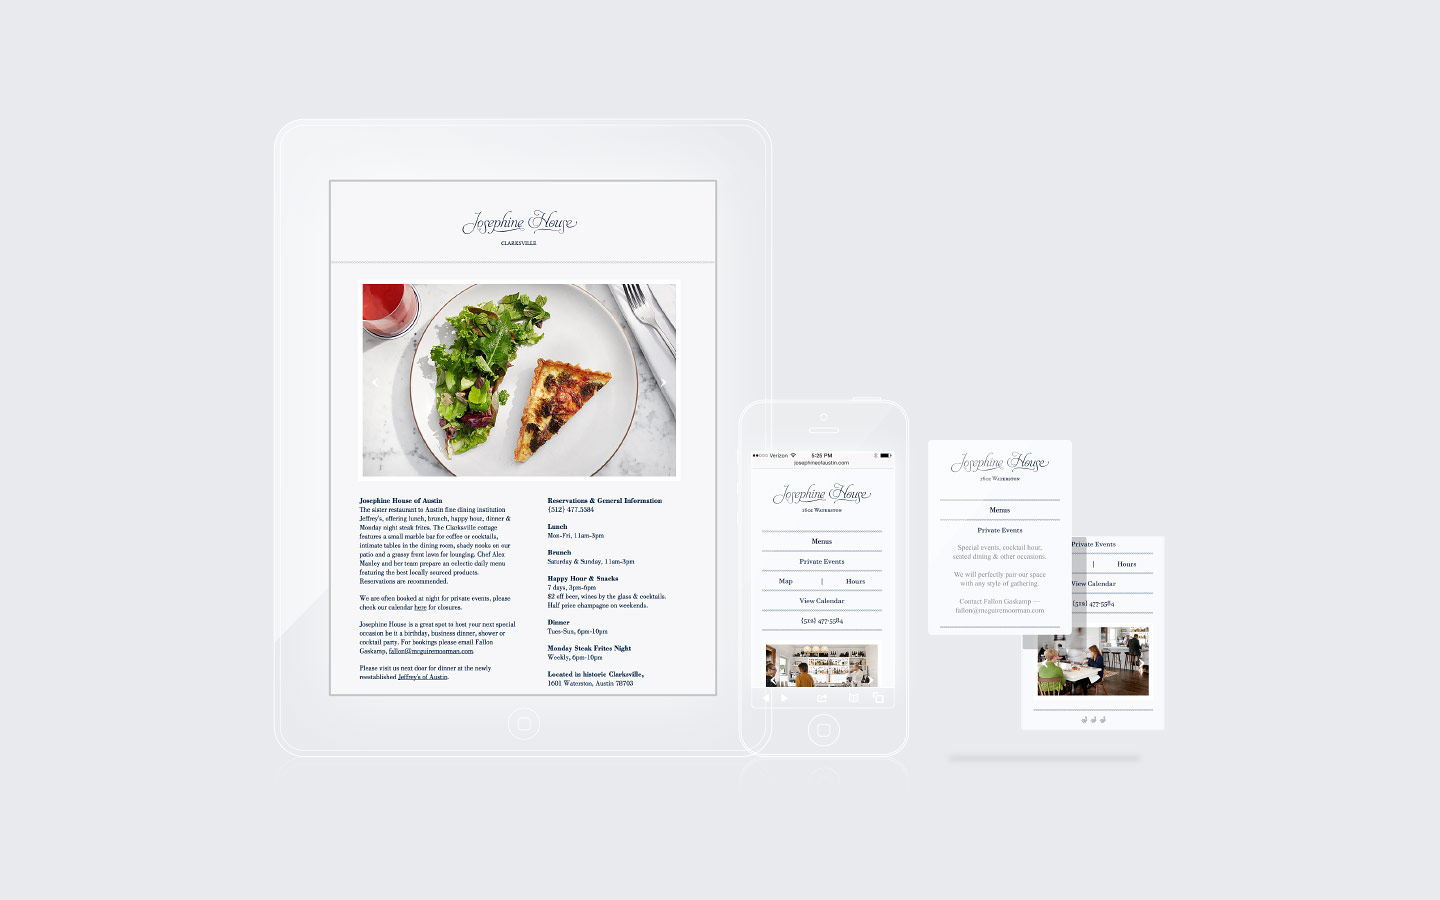 Josephine House
CLARKSVILLE
Josephine House of Austin
The sister restaurant to Austin fine dining institution
Jeffrey's, offering lunch, brunch, happy hour, dinner &
Monday night steak frites. The Clarksville cottage
features a small marble bar for coffee or cocktails,
intimate tables in the dining room, shady nooks on our
patio and a grassy front lawn for lounging. Chef Alex
Manley and her team prepare an eclectic daily menu
featuring the best locally sourced products.
Reservations are recommended.
We are often booked at night for private events, please
check our calendar here for closures.
Josephine House is a great spot to host your next special
occasion be it a birthday, business dinner, shower or
cocktail party. For bookings please email Fallon
Gaskamp, fallon@mcguiremoorman.com.
Please visit us next door for dinner at the newly
reestablished Jeffrey's of Austin.
Reservations & General Information
{512} 477.5584
Lunch
Mon-Fri, 11am-3pm
Brunch
Saturday & Sunday, 11am-3pm
Happy Hour & Snacks
7 days, 3pm-6pm
$2 off beer, wines by the glass & cocktails.
Half price champagne on weekends.
Dinner
Tues-Sun, 6pm-10pm
Monday Steak Frites Night
Weekly, 6pm-10pm
Located in historic Clarksville,
1601 Waterston, Austin 78703
Verizon 5:25 PM
josephineofaustin.com
Josephine House
1601 Waterston
Menus
Private Events
Map | Hours
View Calendar
{512} 477-5584
Josephine House
1601 Waterston
Menus
Private Events
Special events, cocktail hour,
seated dining & other occasions.
We will perfectly pair our space
with any style of gathering.
Contact Fallon Gaskamp —
fallon@mcguiremoorman.com
Private Events
| Hours
View Calendar
{512} 477-5584